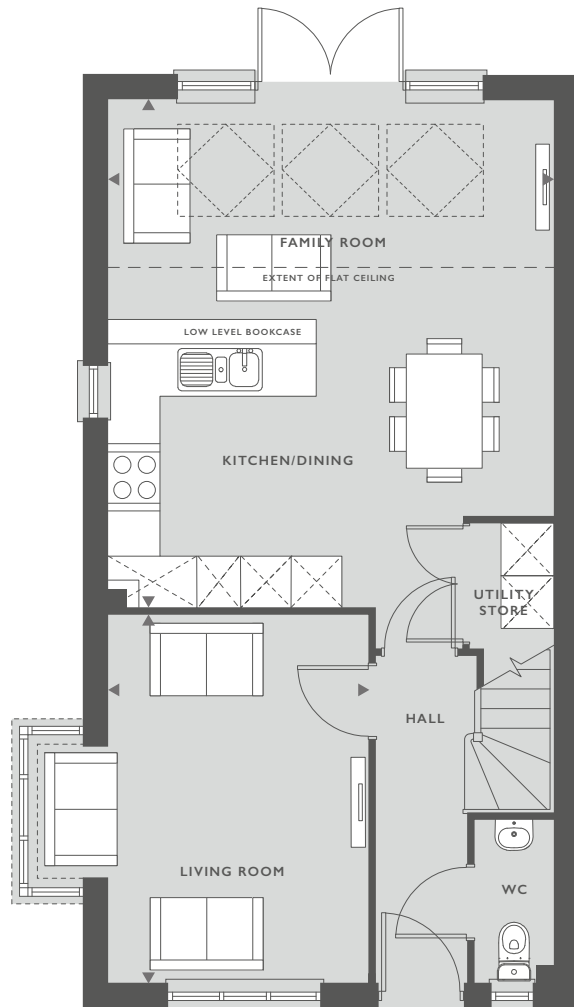 FAMILY ROOM
EXTENT OF FLAT CEILING
LOW LEVEL BOOKCASE
KITCHEN/DINING
UTILITY
STORE
HALL
LIVING ROOM
WC